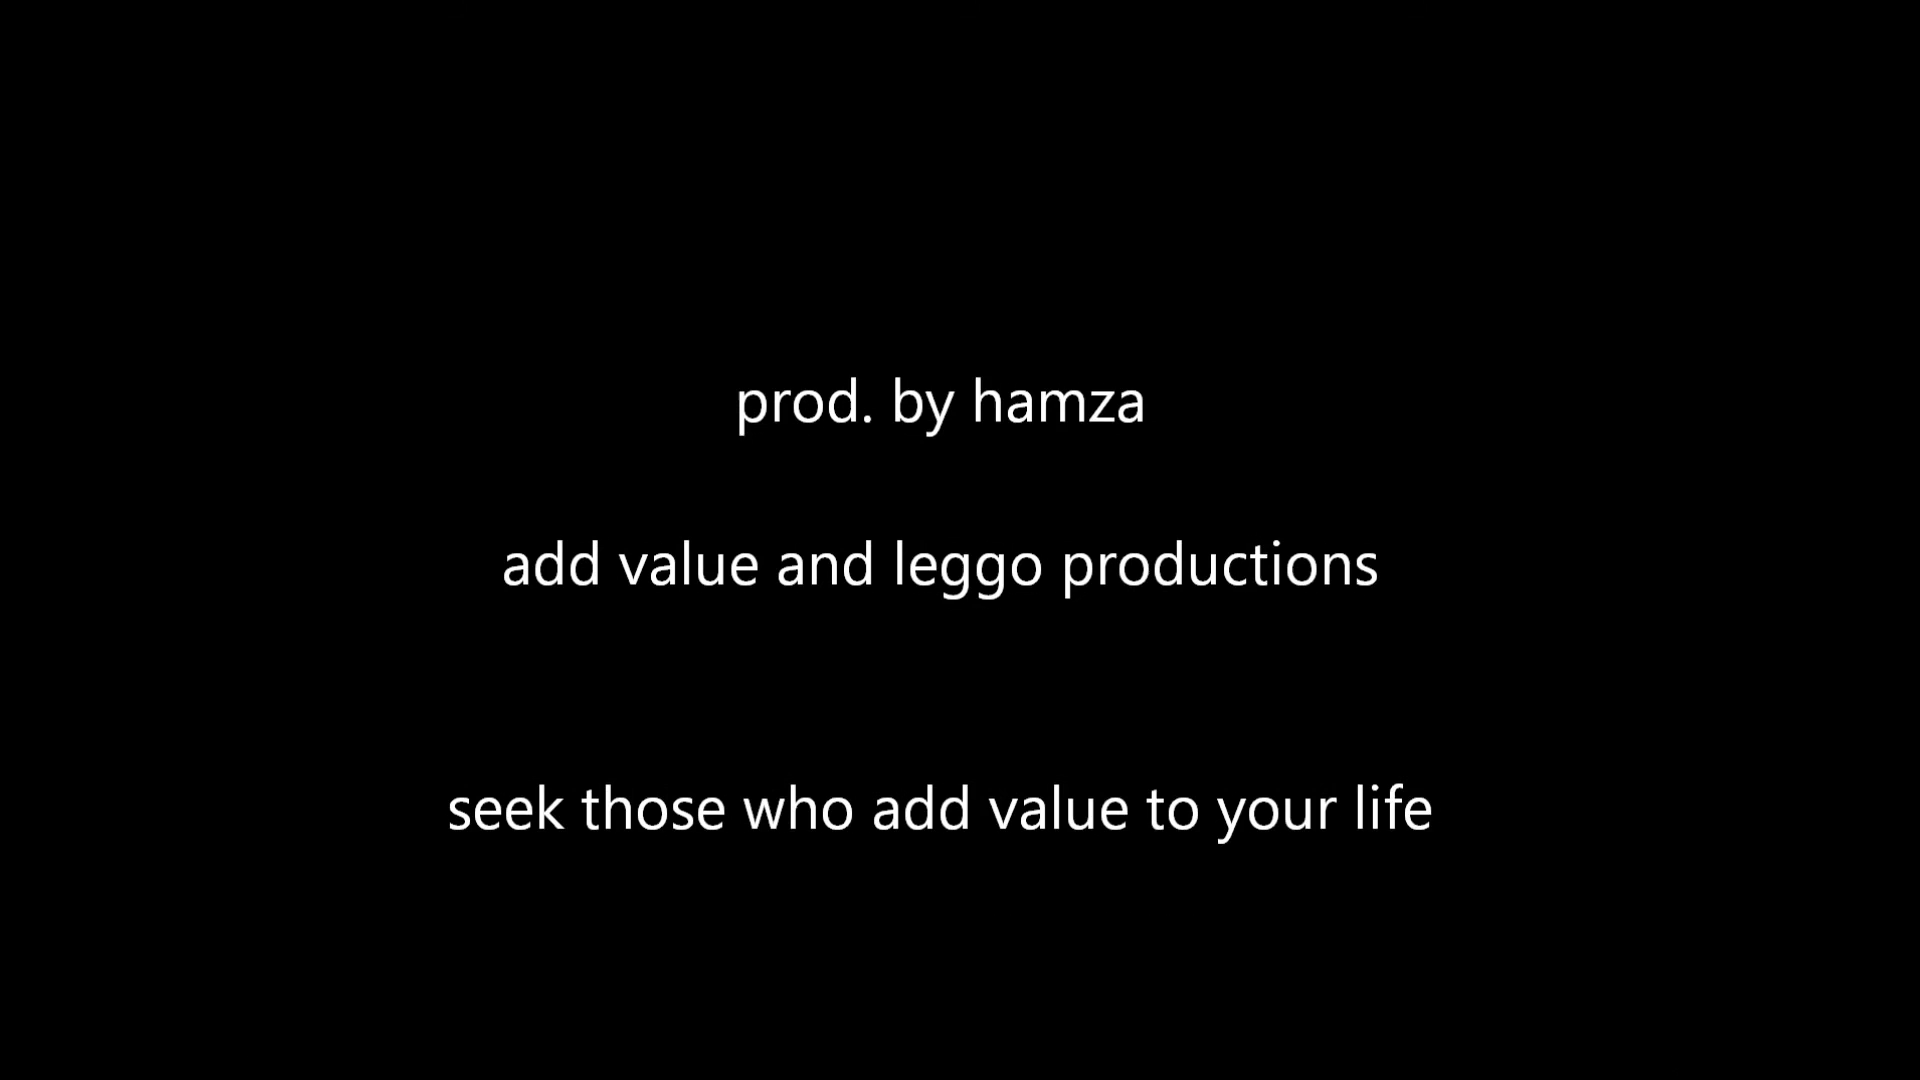 prod. by hamza
add value and leggo productions
seek those who add value to your life